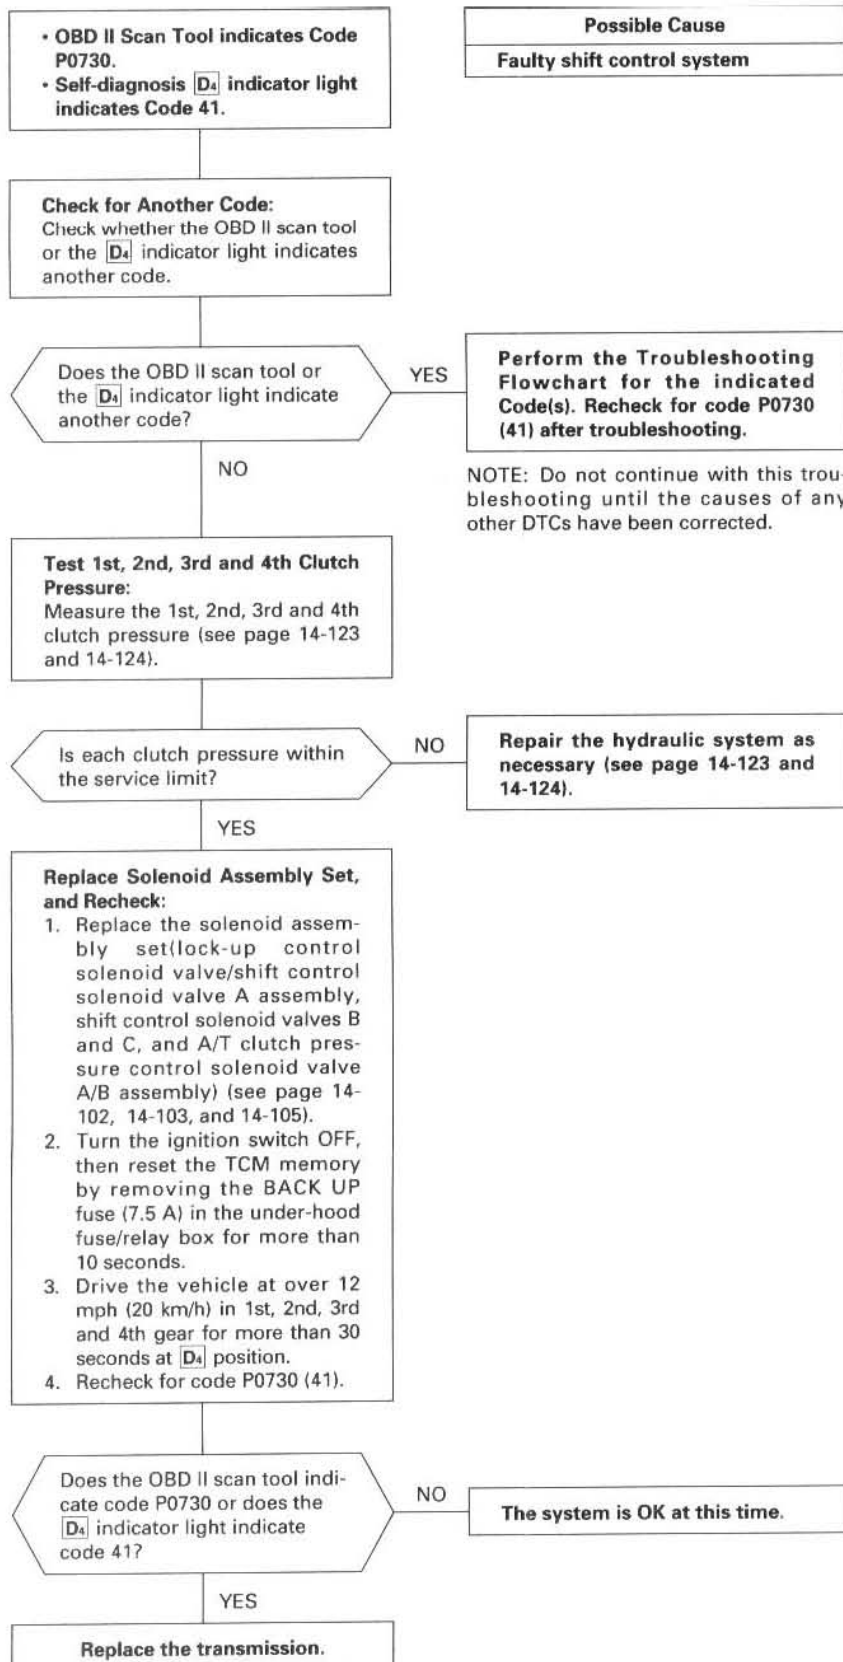 • OBD II Scan Tool indicates Code
P0730.
• Self-diagnosis D4 indicator light
indicates Code 41.
Possible Cause
Faulty shift control system
Check for Another Code:
Check whether the OBD II scan tool
or the D4 indicator light indicates
another code.
Does the OBD II scan tool or
the D4 indicator light indicate
another code?
YES
Perform the Troubleshooting
Flowchart for the indicated
Code(s). Recheck for code P0730
(41) after troubleshooting.
NO
NOTE: Do not continue with this trou-
bleshooting until the causes of any
other DTCs have been corrected.
Test 1st, 2nd, 3rd and 4th Clutch
Pressure:
Measure the 1st, 2nd, 3rd and 4th
clutch pressure (see page 14-123
and 14-124).
Is each clutch pressure within
the service limit?
NO
Repair the hydraulic system as
necessary (see page 14-123 and
14-124).
YES
Replace Solenoid Assembly Set,
and Recheck:
1. Replace the solenoid assem-
bly set(lock-up control
solenoid valve/shift control
solenoid valve A assembly,
shift control solenoid valves B
and C, and A/T clutch pres-
sure control solenoid valve
A/B assembly) (see page 14-
102, 14-103, and 14-105).
2. Turn the ignition switch OFF,
then reset the TCM memory
by removing the BACK UP
fuse (7.5 A) in the under-hood
fuse/relay box for more than
10 seconds.
3. Drive the vehicle at over 12
mph (20 km/h) in 1st, 2nd, 3rd
and 4th gear for more than 30
seconds at D4 position.
4. Recheck for code P0730 (41).
Does the OBD II scan tool indi-
cate code P0730 or does the
D4 indicator light indicate
code 41?
NO
The system is OK at this time.
YES
Replace the transmission.